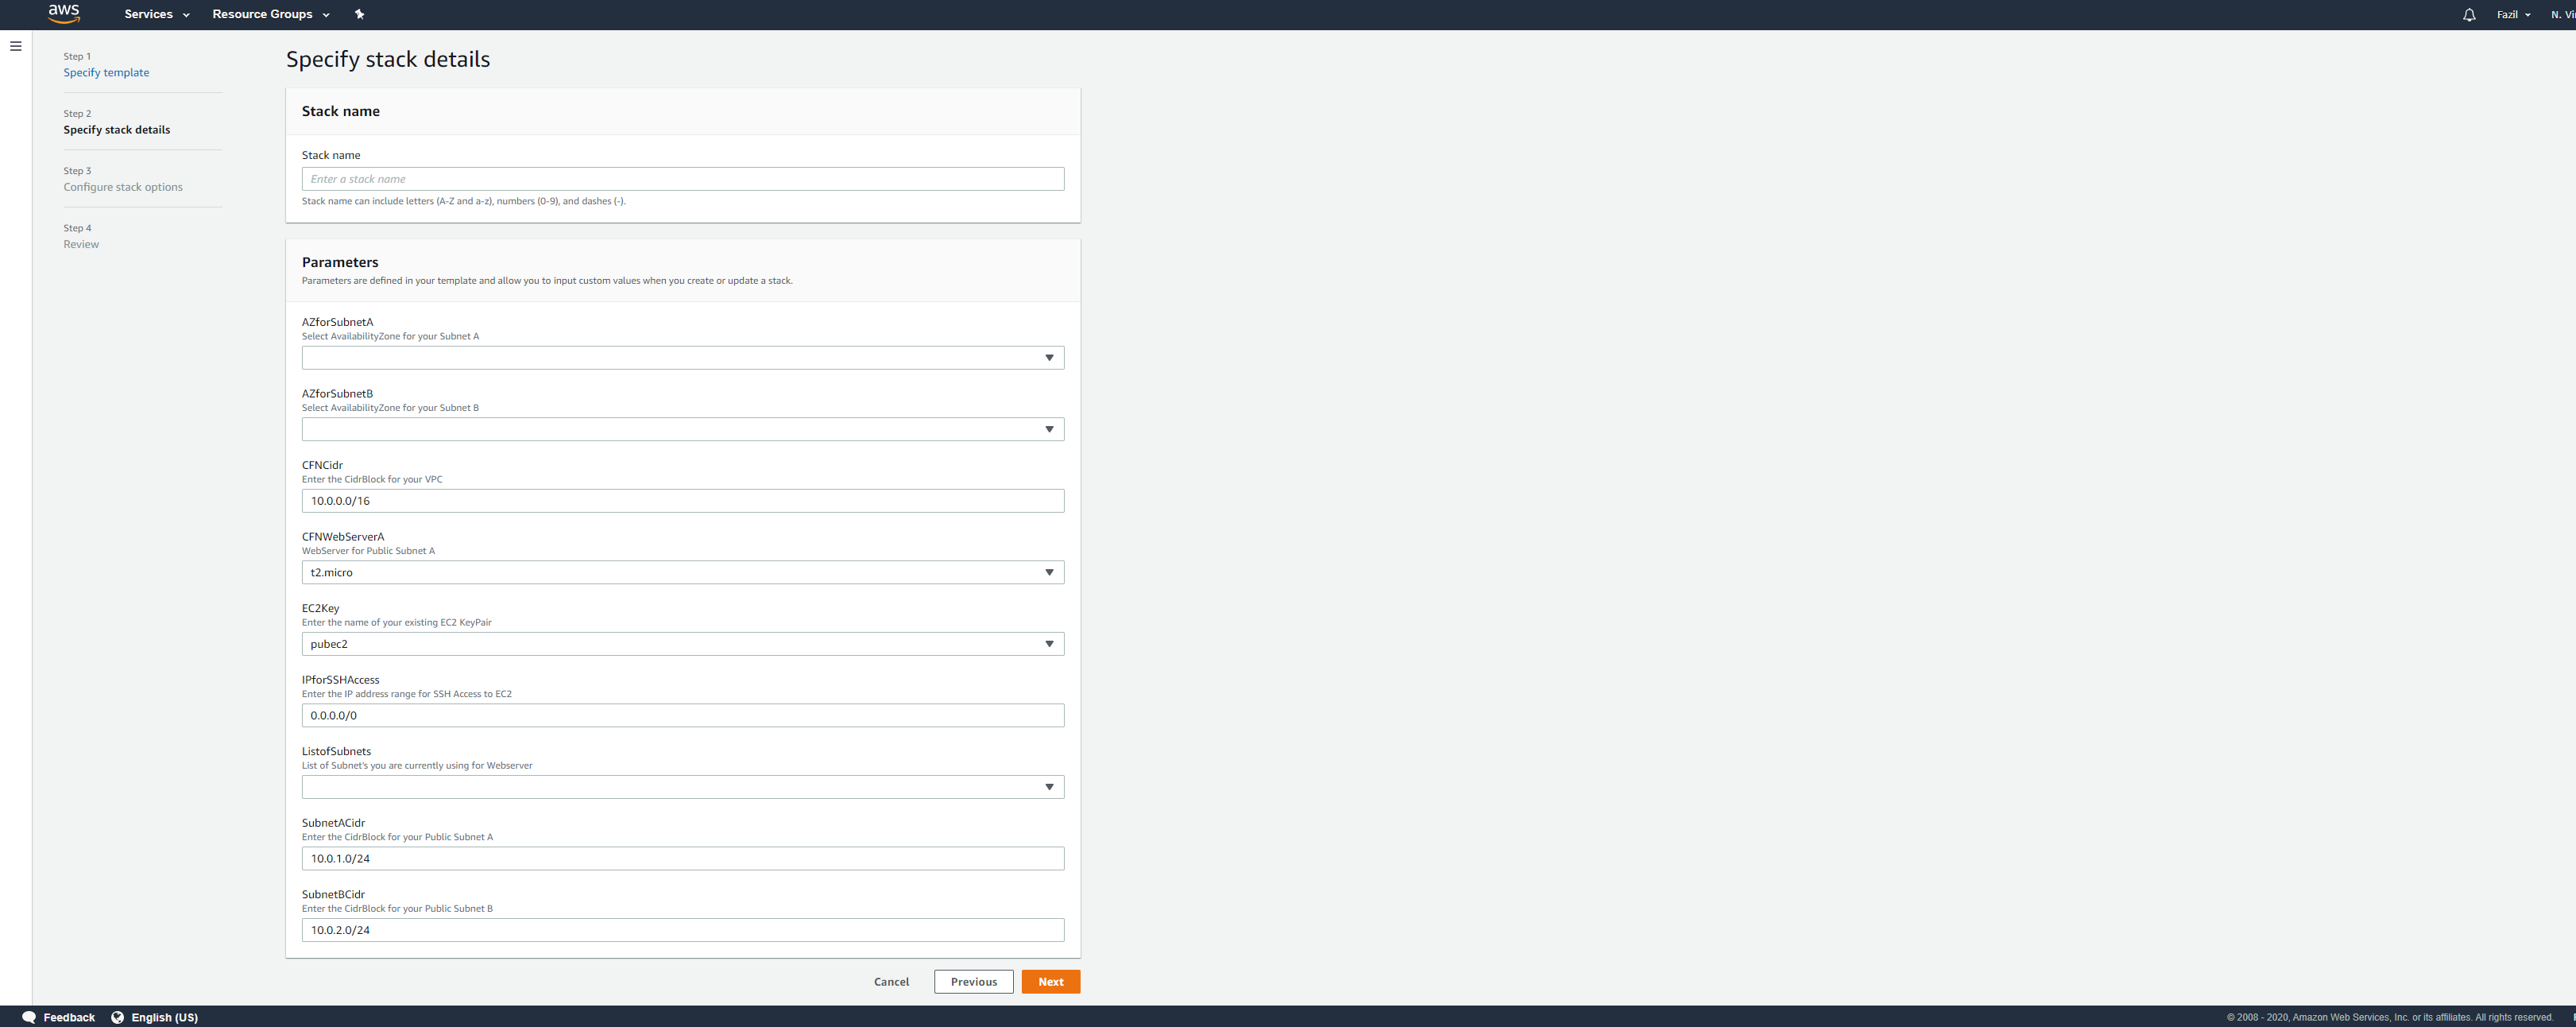 aws Services Resource Groups Fazil N. Vi
Step 1
Specify template
Step 2
Specify stack details
Step 3
Configure stack options
Step 4
Review
Specify stack details
Stack name
Stack name
Enter a stack name
Stack name can include letters (A-Z and a-z), numbers (0-9), and dashes (-).
Parameters
Parameters are defined in your template and allow you to input custom values when you create or update a stack.
AZforSubnetA
Select AvailabilityZone for your Subnet A
AZforSubnetB
Select AvailabilityZone for your Subnet B
CFNCidr
Enter the CidrBlock for your VPC
10.0.0.0/16
CFNWebServerA
WebServer for Public Subnet A
t2.micro
EC2Key
Enter the name of your existing EC2 KeyPair
pubec2
IPforSSHAccess
Enter the IP address range for SSH Access to EC2
0.0.0.0/0
ListofSubnets
List of Subnet's you are currently using for Webserver
SubnetACidr
Enter the CidrBlock for your Public Subnet A
10.0.1.0/24
SubnetBCidr
Enter the CidrBlock for your Public Subnet B
10.0.2.0/24
Cancel Previous Next
Feedback English (US) © 2008 - 2020, Amazon Web Services, Inc. or its affiliates. All rights reserved.